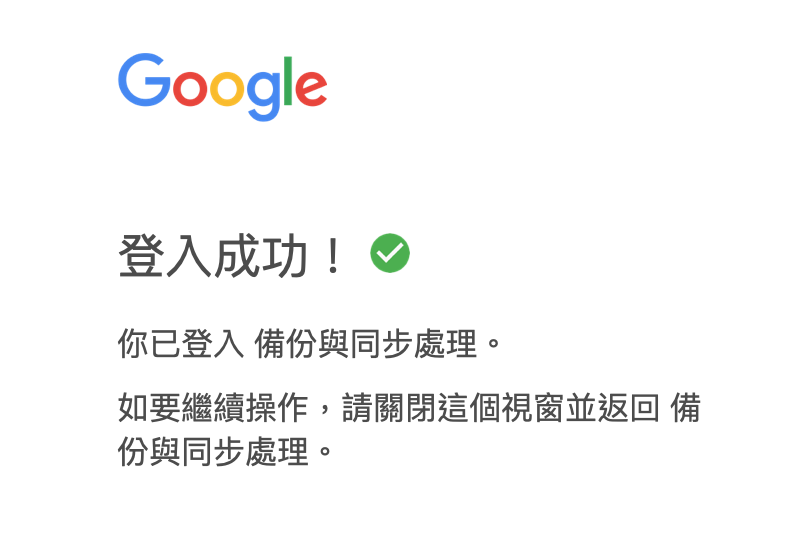 Google
登入成功！
你已登入 備份與同步處理。
如要繼續操作，請關閉這個視窗並返回 備
份與同步處理。